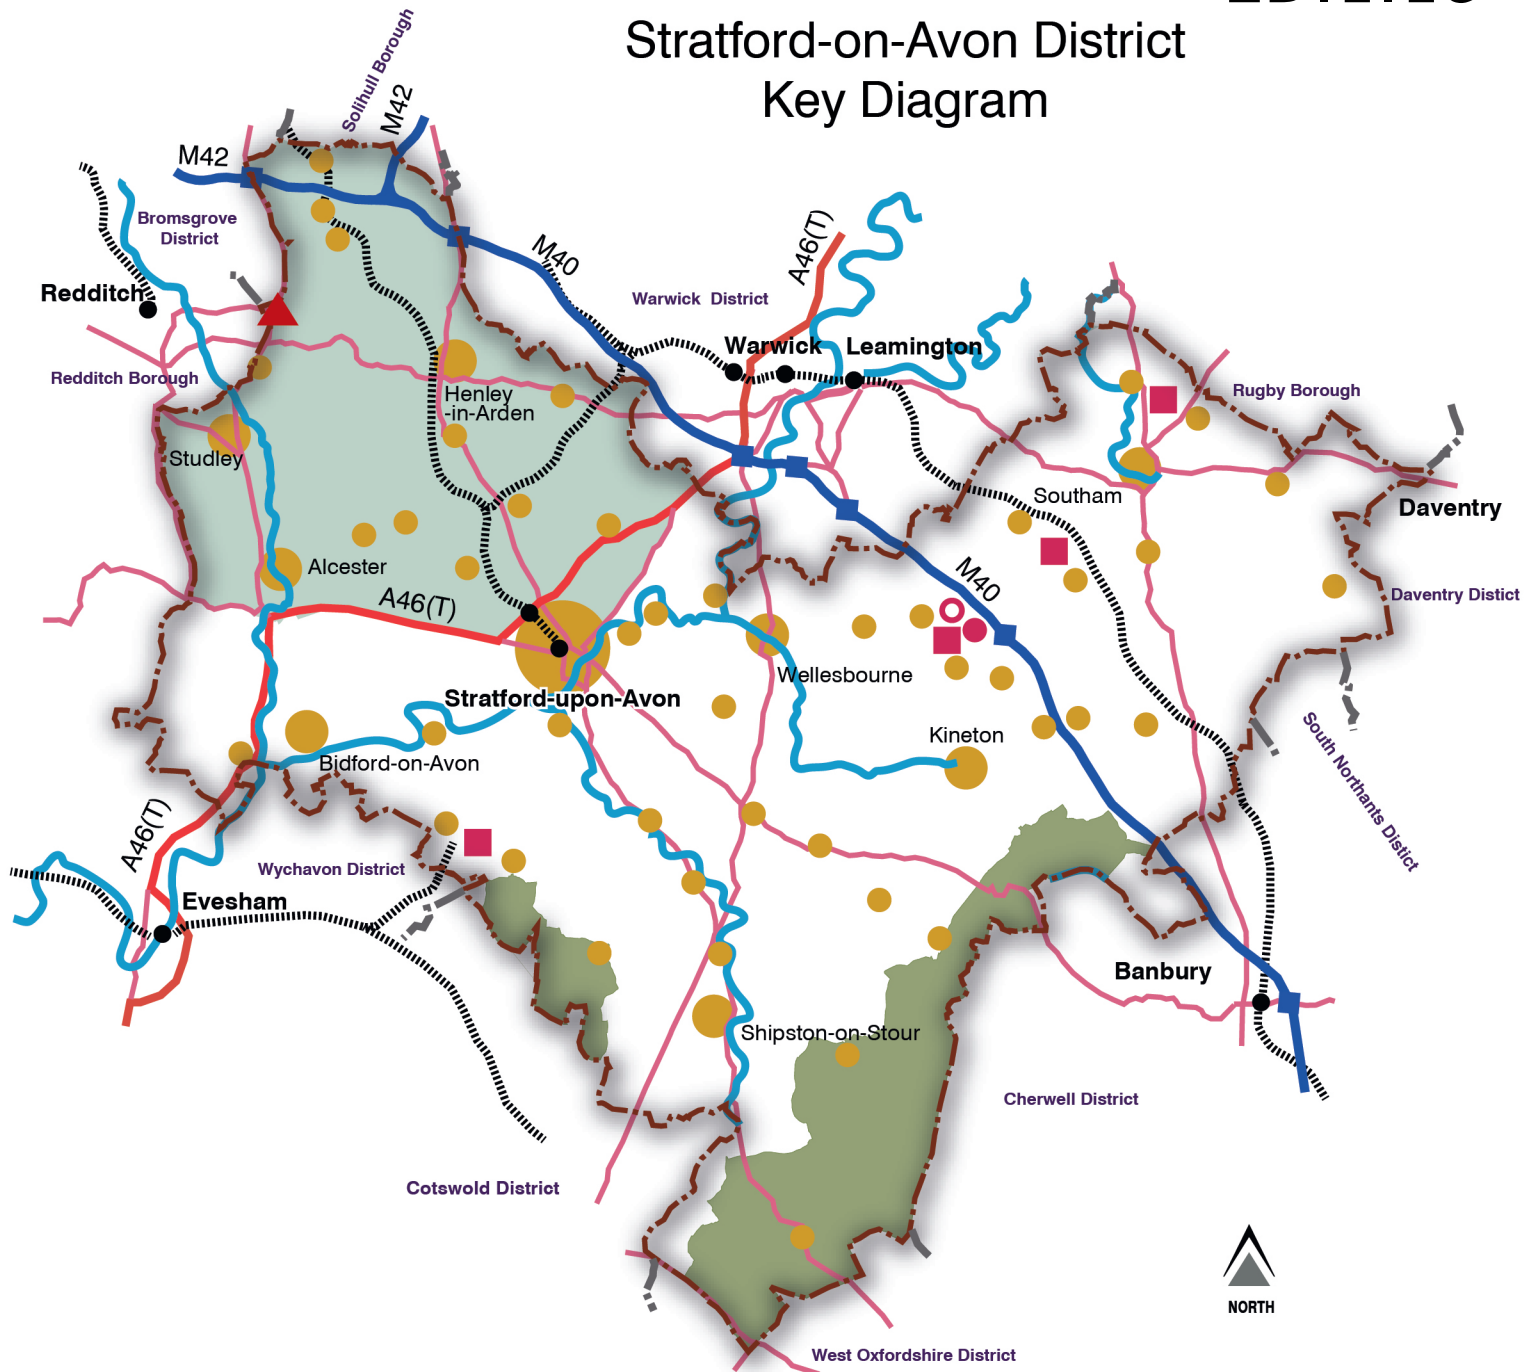 Stratford-on-Avon District
Key Diagram
Solihull Borough
M42
M42
Bromsgrove
District
M40
A46(T)
Redditch
Warwick District
Warwick
Leamington
Redditch Borough
Henley
-in-Arden
Rugby Borough
Studley
Southam
Daventry
Alcester
A46(T)
M40
Daventry Distict
Wellesbourne
Stratford-upon-Avon
Kineton
South Northants Distict
Bidford-on-Avon
A46(T)
Wychavon District
Evesham
Banbury
Shipston-on-Stour
Cherwell District
Cotswold District
NORTH
West Oxfordshire District